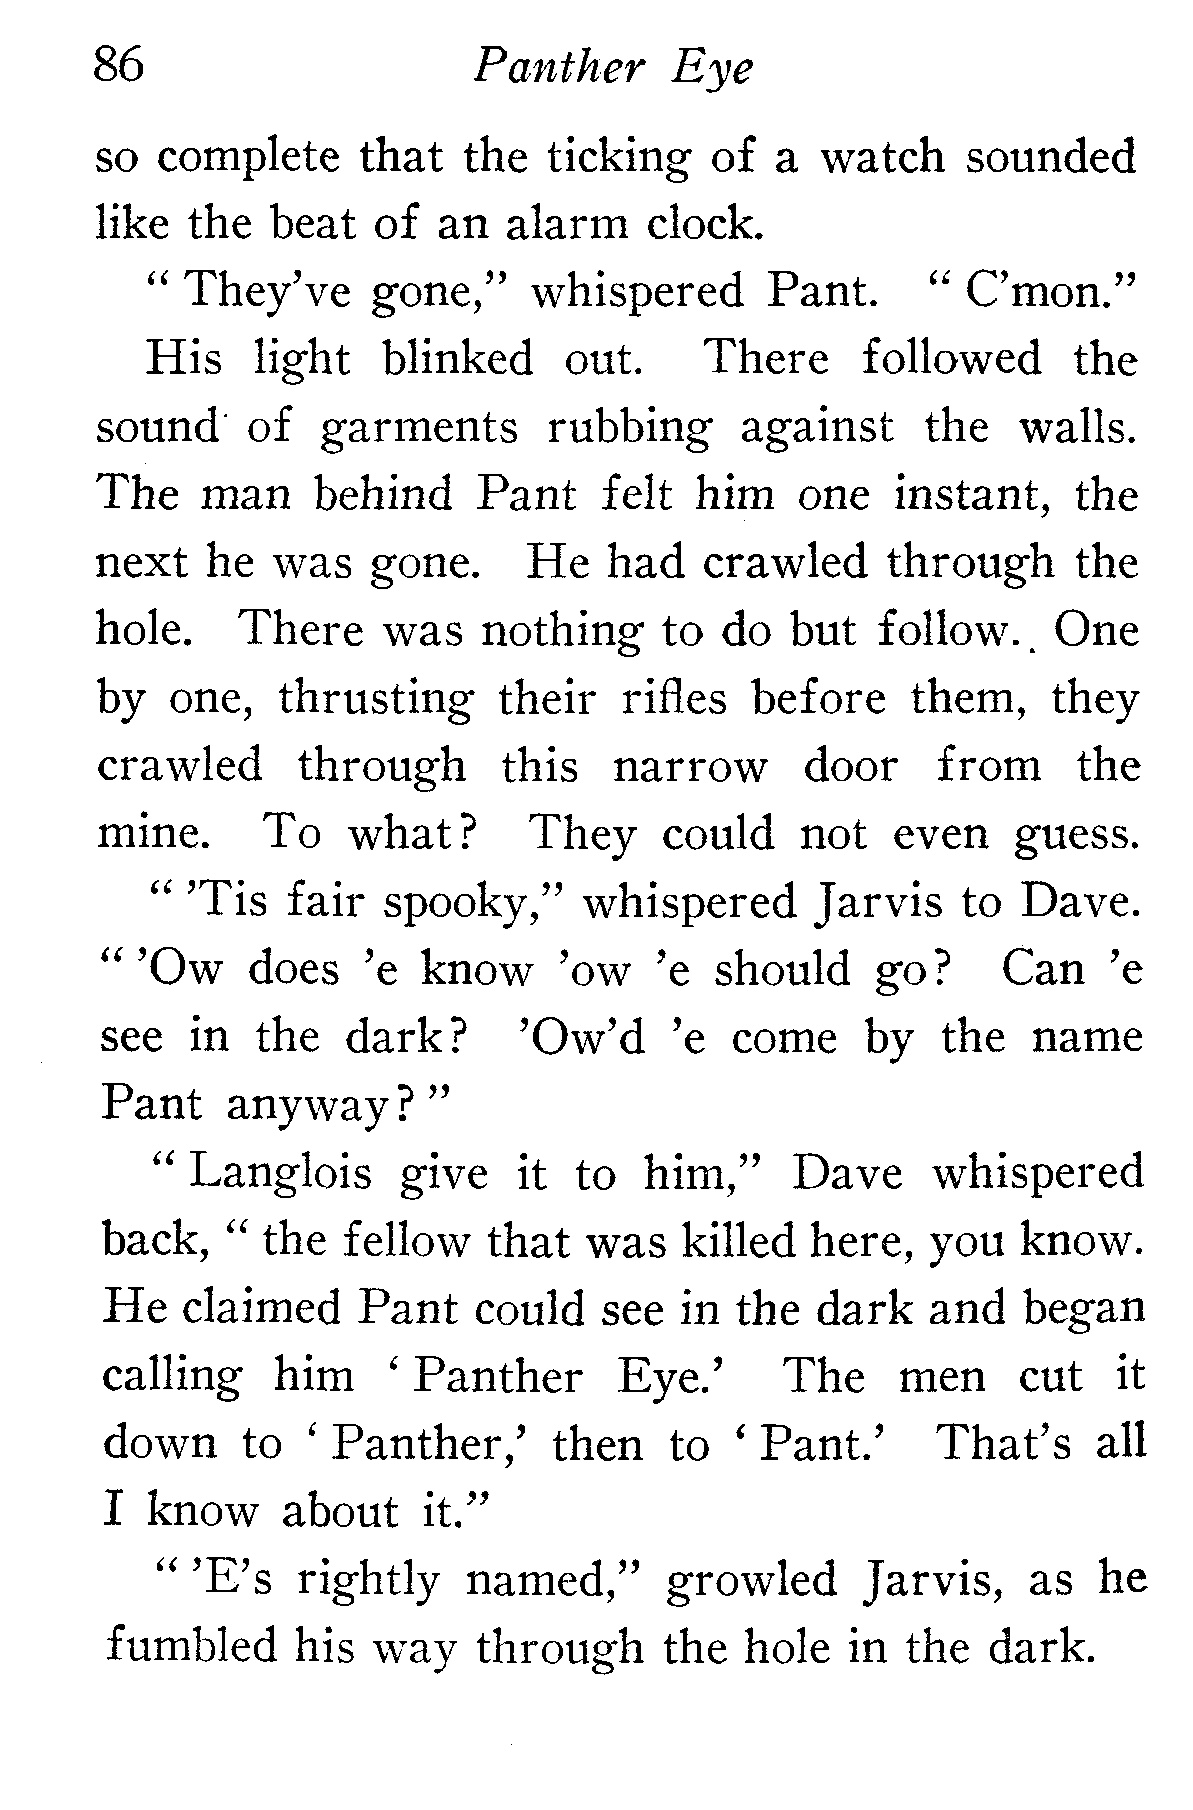 86 Panther Eye
so complete that the ticking of a watch sounded
like the beat of an alarm clock.
“ They’ve gone,” whispered Pant. “ C’mon.”
His light blinked out. There followed the
sound of garments rubbing against the walls.
The man behind Pant felt him one instant, the
next he was gone. He had crawled through the
hole. There was nothing to do but follow. One
by one, thrusting their rifles before them, they
crawled through this narrow door from the
mine. To what? They could not even guess.
“ ’Tis fair spooky,” whispered Jarvis to Dave.
“ ’Ow does ’e know ’ow ’e should go? Can ’e
see in the dark? ’Ow’d ’e come by the name
Pant anyway? ”
“ Langlois give it to him,” Dave whispered
back, “ the fellow that was killed here, you know.
He claimed Pant could see in the dark and began
calling him ‘ Panther Eye.’ The men cut it
down to ‘ Panther,’ then to ‘ Pant.’ That’s all
I know about it.”
“ ’E’s rightly named,” growled Jarvis, as he
fumbled his way through the hole in the dark.